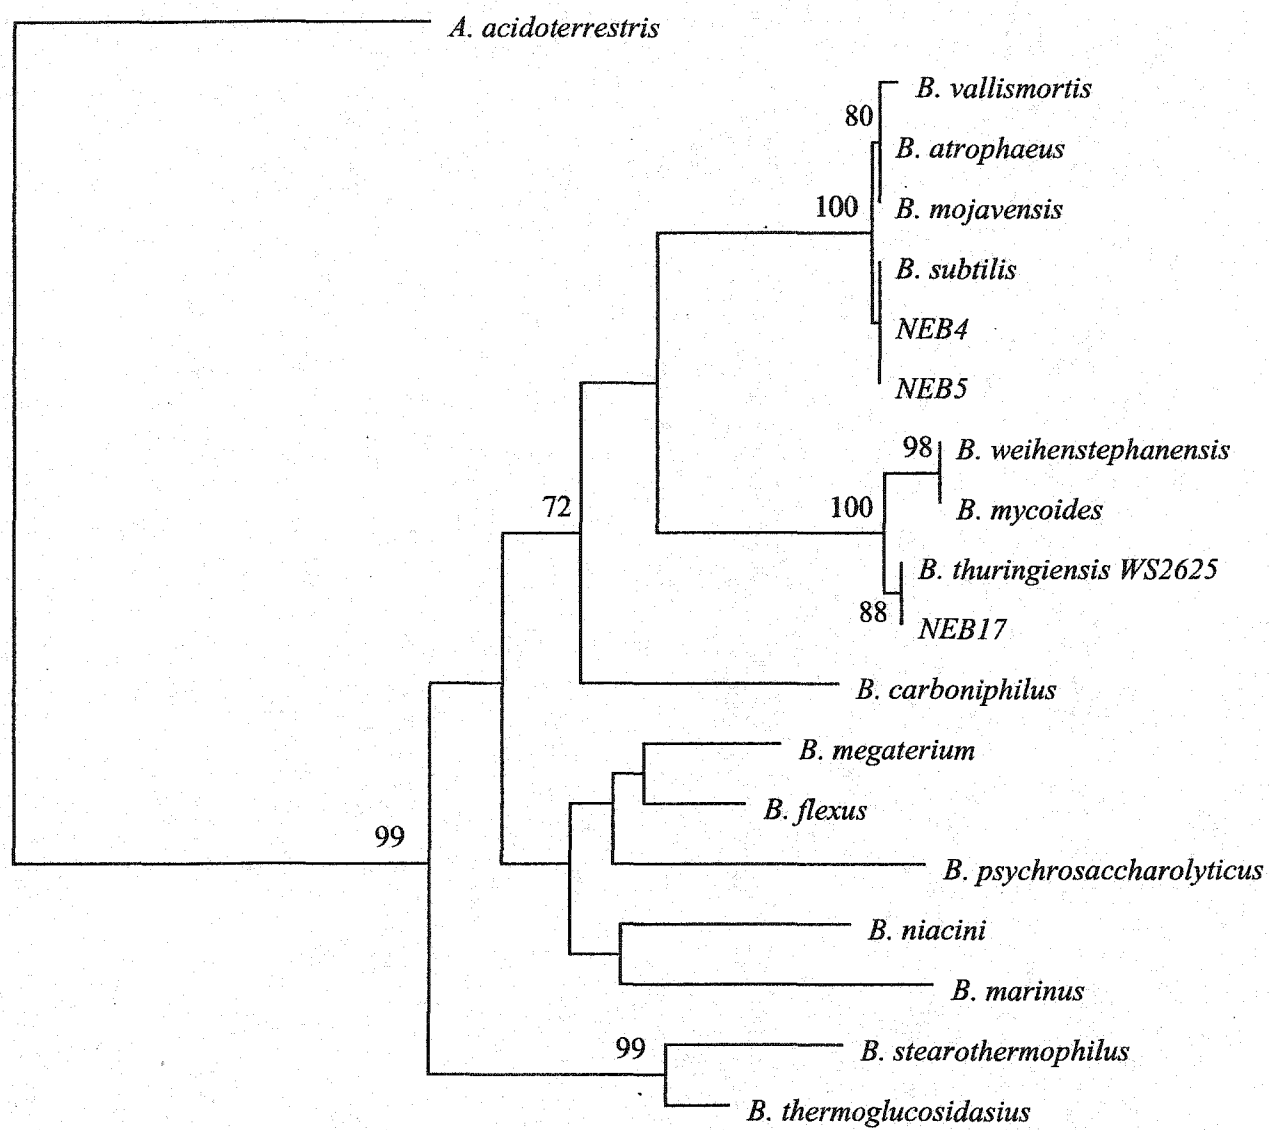 A. acidoterrestris
B. vallismortis
80
B. atrophaeus
100
B. mojavensis
B. subtilis
NEB4
NEB5
98
B. weihenstephanensis
72
100
B. mycoides
B. thuringiensis WS2625
88
NEB17
B. carboniphilus
B. megaterium
B. flexus
99
B. psychrosaccharolyticus
B. niacini
B. marinus
99
B. stearothermophilus
B. thermoglucosidasius